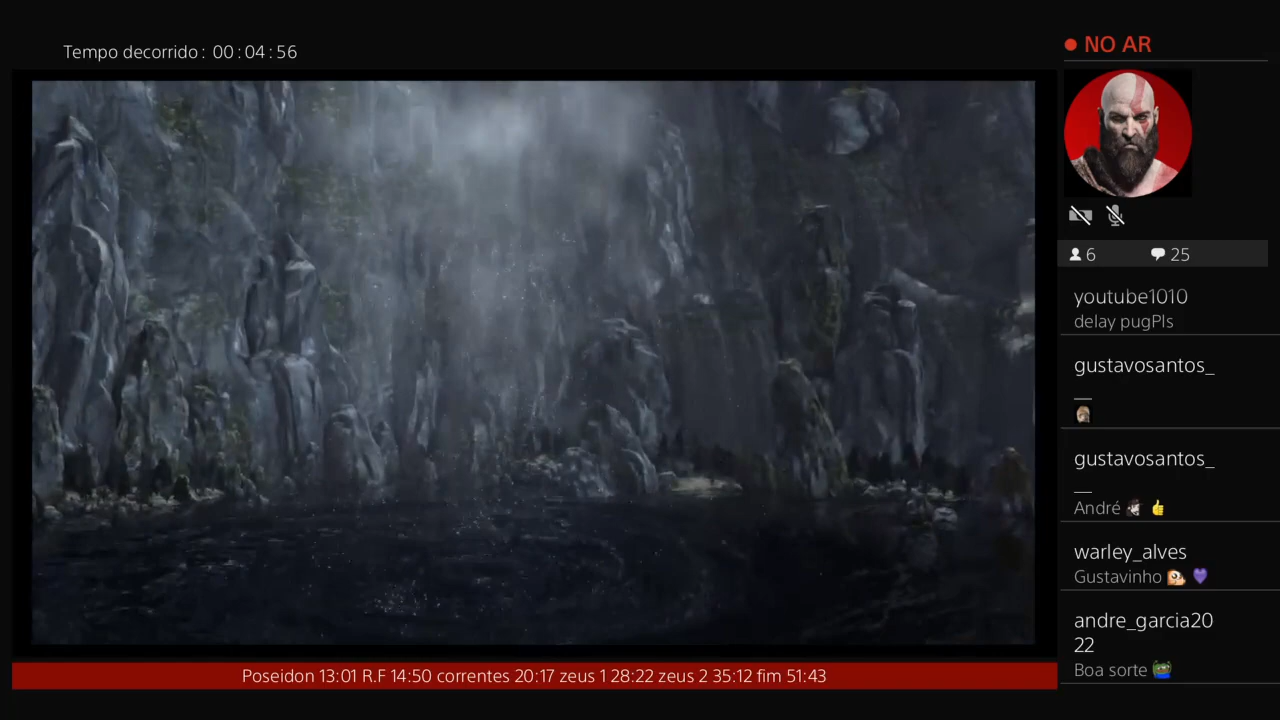 Tempo decorrido: 00:04:56
NO AR
6 25
youtube1010
delay pugPls
gustavosantos_
__
gustavosantos_
__
André
warley_alves
Gustavinho
andre_garcia20
22
Boa sorte
Poseidon 13:01 R.F 14:50 correntes 20:17 zeus 1 28:22 zeus 2 35:12 fim 51:43